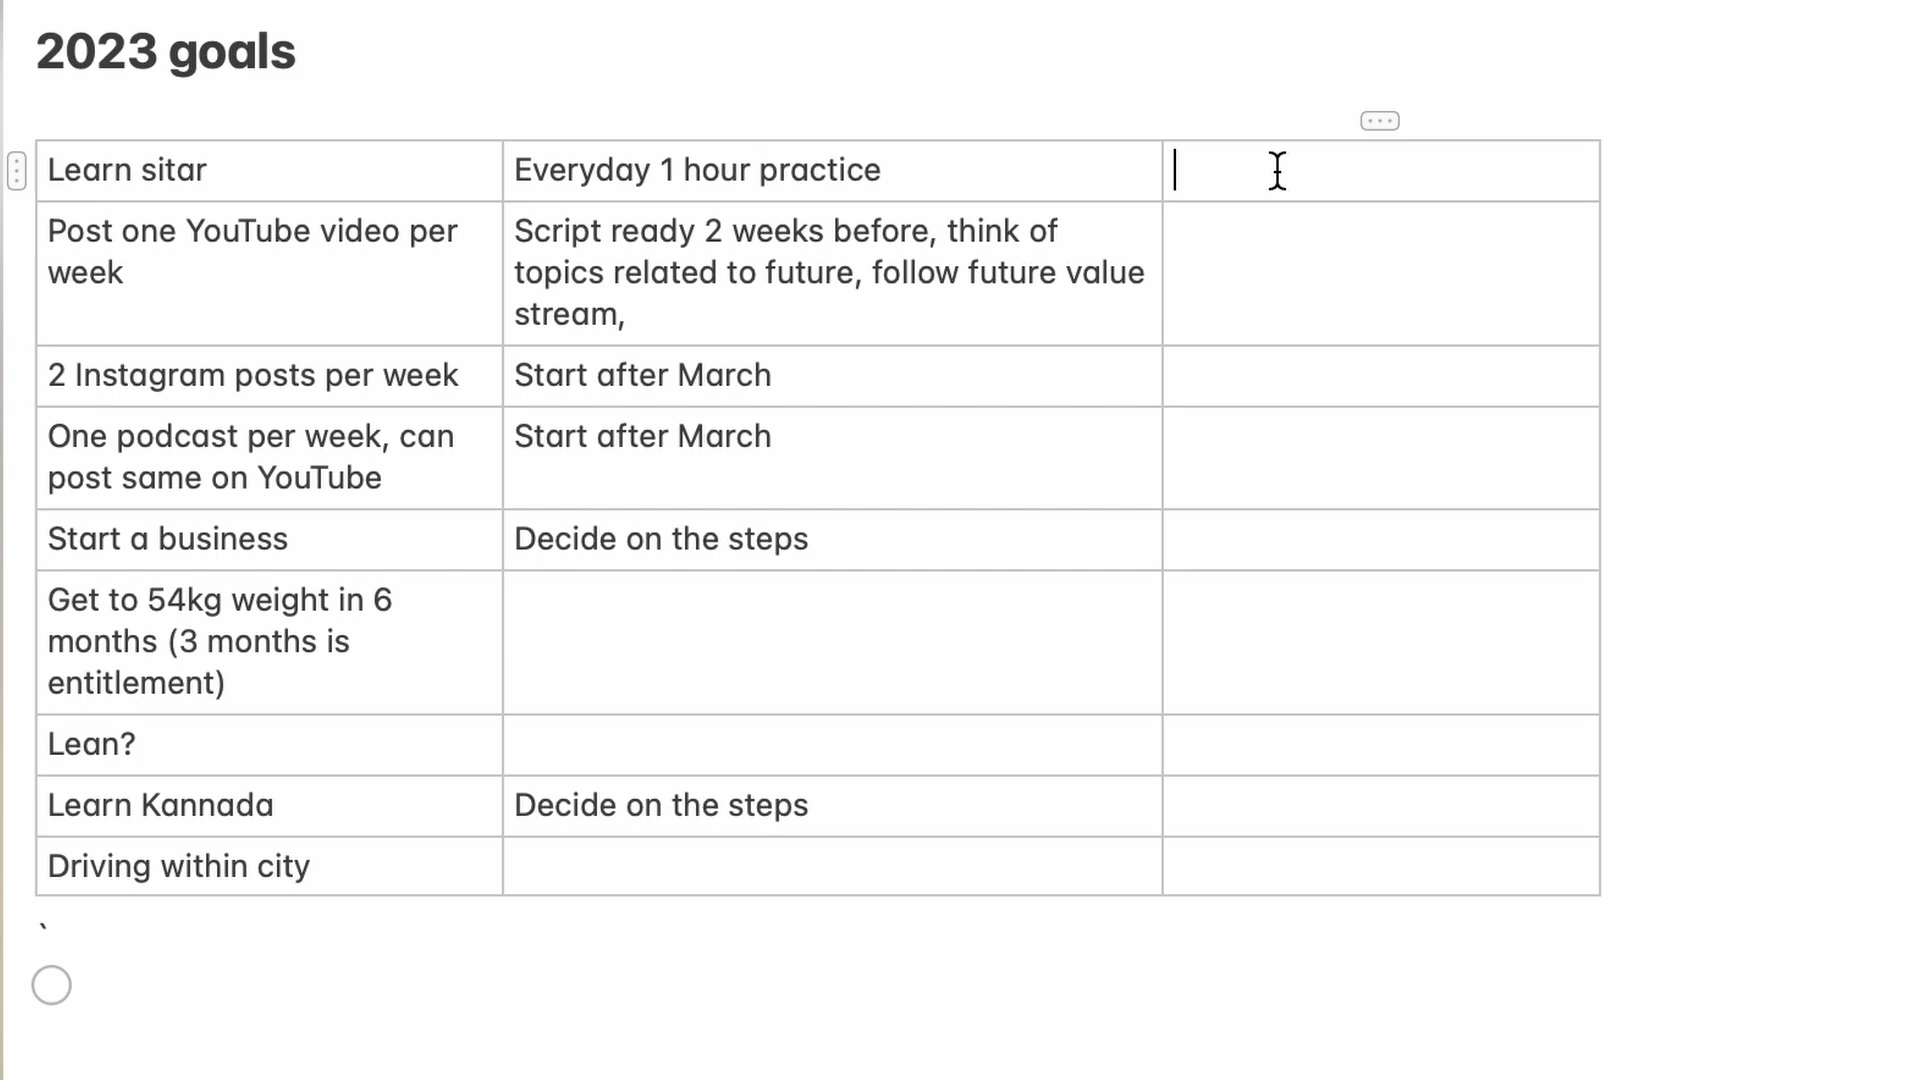 2023 goals
Learn sitar
Everyday 1 hour practice
Post one YouTube video per
week
Script ready 2 weeks before, think of
topics related to future, follow future value
stream,
2 Instagram posts per week
Start after March
One podcast per week, can
post same on YouTube
Start after March
Start a business
Decide on the steps
Get to 54kg weight in 6
months (3 months is
entitlement)
Lean?
Learn Kannada
Decide on the steps
Driving within city
`